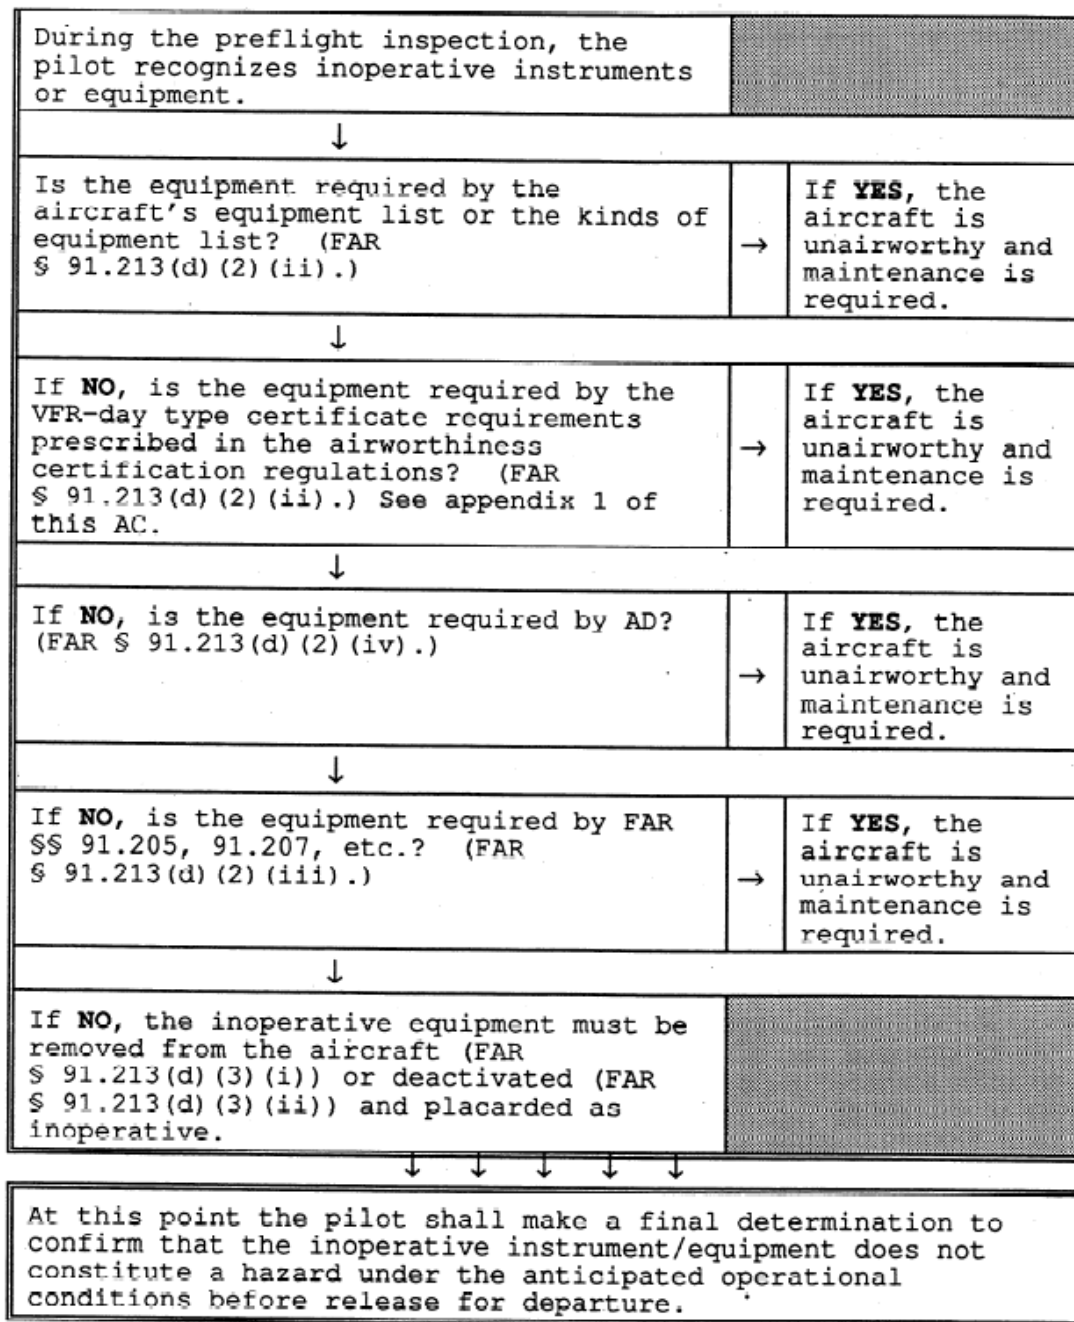 During the preflight inspection, the
pilot recognizes inoperative instruments
or equipment.
↓
Is the equipment required by the
aircraft's equipment list or the kinds of
equipment list? (FAR
§ 91.213(d)(2)(ii).)
→
If YES, the
aircraft is
unairworthy and
maintenance is
required.
↓
If NO, is the equipment required by the
VFR-day type certificate requirements
prescribed in the airworthiness
certification regulations? (FAR
§ 91.213(d)(2)(ii).) See appendix 1 of
this AC.
→
If YES, the
aircraft is
unairworthy and
maintenance is
required.
↓
If NO, is the equipment required by AD?
(FAR § 91.213(d)(2)(iv).)
→
If YES, the
aircraft is
unairworthy and
maintenance is
required.
↓
If NO, is the equipment required by FAR
§§ 91.205, 91.207, etc.? (FAR
§ 91.213(d)(2)(iii).)
→
If YES, the
aircraft is
unairworthy and
maintenance is
required.
↓
If NO, the inoperative equipment must be
removed from the aircraft (FAR
§ 91.213(d)(3)(i)) or deactivated (FAR
§ 91.213(d)(3)(ii)) and placarded as
inoperative.
↓ ↓ ↓ ↓ ↓
At this point the pilot shall make a final determination to
confirm that the inoperative instrument/equipment does not
constitute a hazard under the anticipated operational
conditions before release for departure.